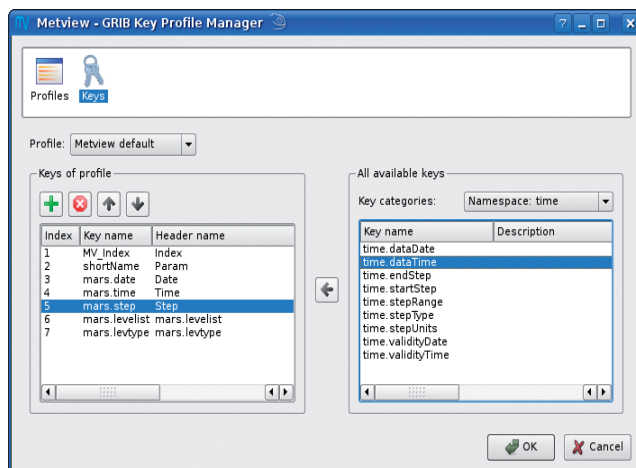 Metview - GRIB Key Profile Manager
Profiles Keys
Profile: Metview default
Keys of profile
Index Key name Header name
1 MV_Index Index
2 shortName Param
3 mars.date Date
4 mars.time Time
5 mars.step Step
6 mars.levelist mars.levelist
7 mars.levtype mars.levtype
All available keys
Key categories: Namespace: time
Key name Description
time.dataDate
time.dataTime
time.endStep
time.startStep
time.stepRange
time.stepType
time.stepUnits
time.validityDate
time.validityTime
OK Cancel